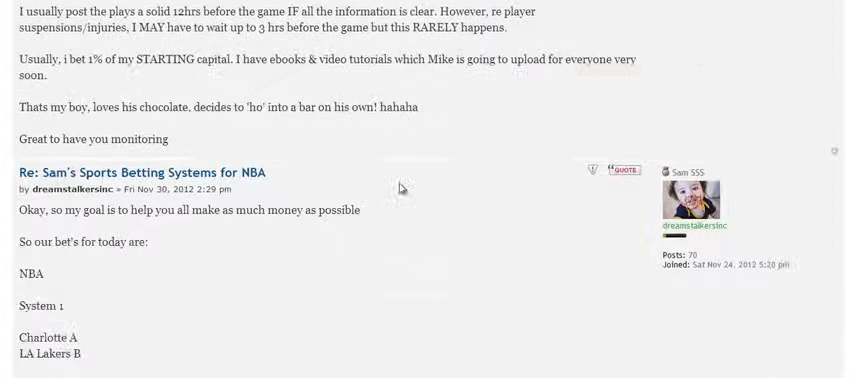 I usually post the plays a solid 12hrs before the game IF all the information is clear. However, re player
suspensions/injuries, I MAY have to wait up to 3 hrs before the game but this RARELY happens.
Usually, i bet 1% of my STARTING capital. I have ebooks & video tutorials which Mike is going to upload for everyone very
soon.
Thats my boy, loves his chocolate, decides to 'ho' into a bar on his own! hahaha
Great to have you monitoring
Re: Sam's Sports Betting Systems for NBA
by dreamstalkersinc » Fri Nov 30, 2012 2:29 pm
Okay, so my goal is to help you all make as much money as possible
So our bet's for today are:
NBA
System 1
Charlotte A
LA Lakers B
QUOTE
Sam SSS
dreamstalkersinc
Posts: 70
Joined: Sat Nov 24, 2012 5:20 pm